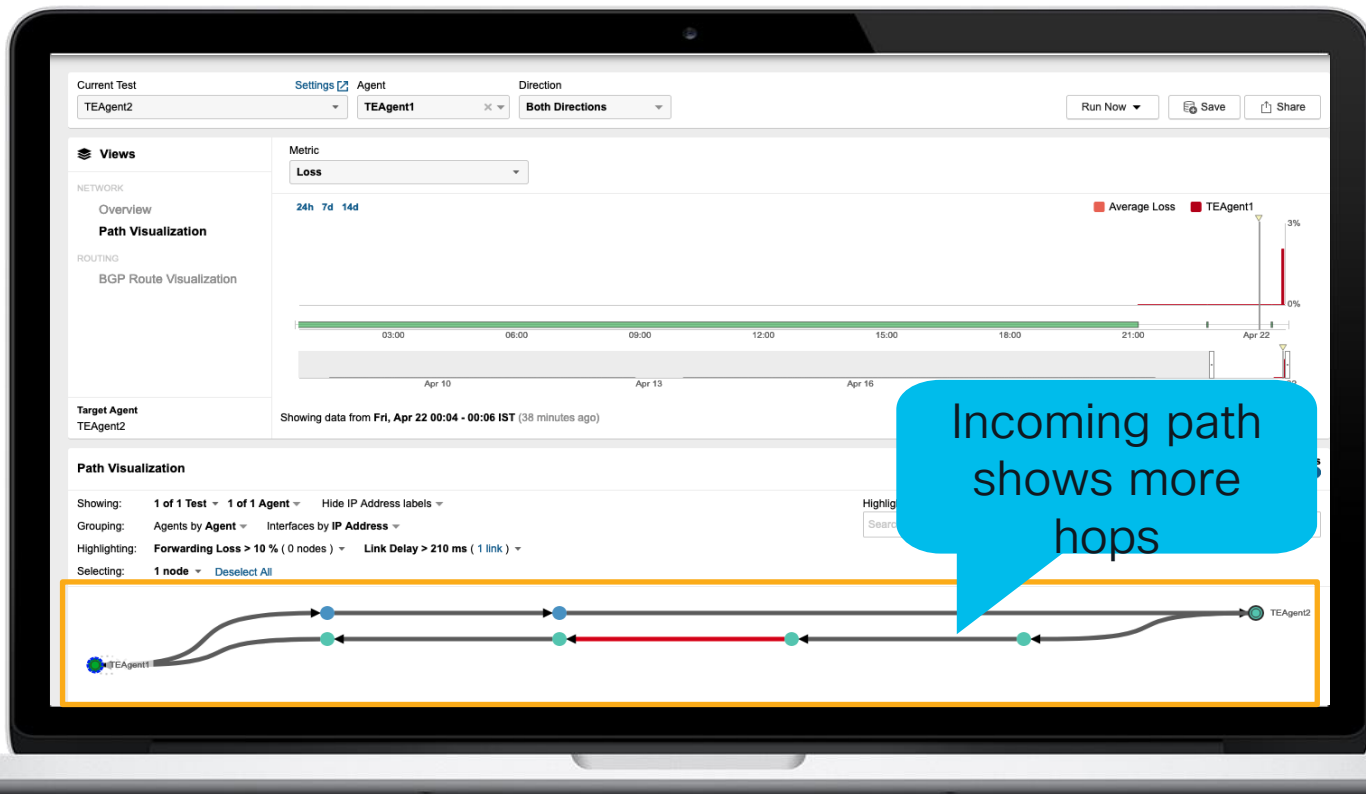 Current Test
Settings
Agent
Direction
TEAgent2
TEAgent1
Both Directions
Run Now
Save
Share
Views
Metric
Loss
NETWORK
Overview
Path Visualization
ROUTING
BGP Route Visualization
24h 7d 14d
Average Loss
TEAgent1
3%
0%
03:00
06:00
09:00
12:00
15:00
18:00
21:00
Apr 22
Apr 10
Apr 13
Apr 16
Target Agent
TEAgent2
Showing data from Fri, Apr 22 00:04 - 00:06 IST (38 minutes ago)
Incoming path
shows more
hops
Path Visualization
Showing: 1 of 1 Test 1 of 1 Agent Hide IP Address labels
Grouping: Agents by Agent Interfaces by IP Address
Highlighting: Forwarding Loss > 10 % ( 0 nodes ) Link Delay > 210 ms ( 1 link )
Selecting: 1 node Deselect All
TEAgent2
TEAgent1